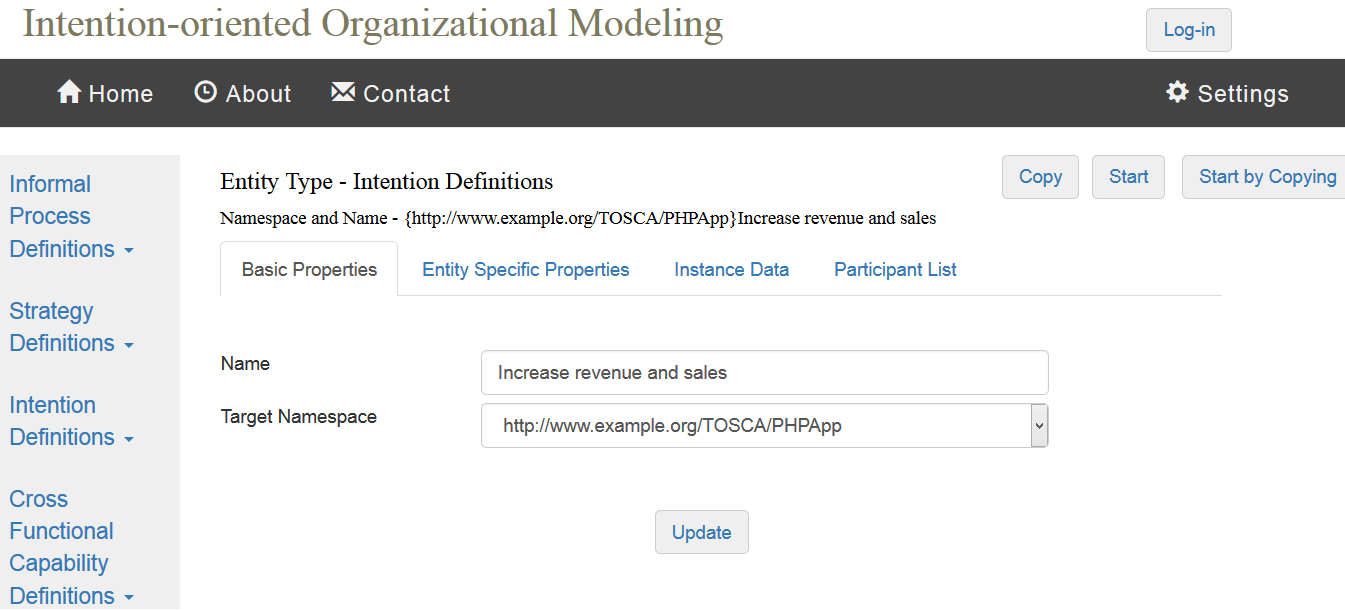 Intention-oriented Organizational Modeling
Log-in
Home About Contact Settings
Informal
Process
Definitions
Strategy
Definitions
Intention
Definitions
Cross
Functional
Capability
Definitions
Entity Type - Intention Definitions
Copy Start Start by Copying
Namespace and Name - {http://www.example.org/TOSCA/PHPApp}Increase revenue and sales
Basic Properties Entity Specific Properties Instance Data Participant List
Name Increase revenue and sales
Target Namespace http://www.example.org/TOSCA/PHPApp
Update